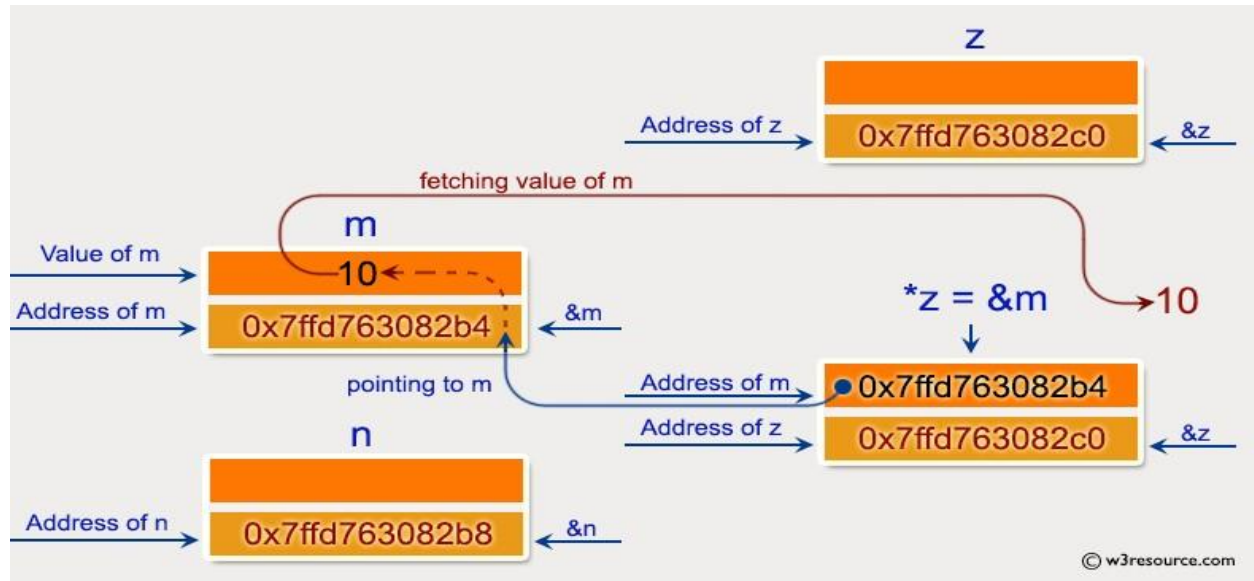 z
Address of z
0x7ffd763082c0
&z
fetching value of m
m
Value of m
10
Address of m
0x7ffd763082b4
&m
*z = &m
10
pointing to m
Address of m
0x7ffd763082b4
Address of z
0x7ffd763082c0
&z
n
Address of n
0x7ffd763082b8
&n
© w3resource.com